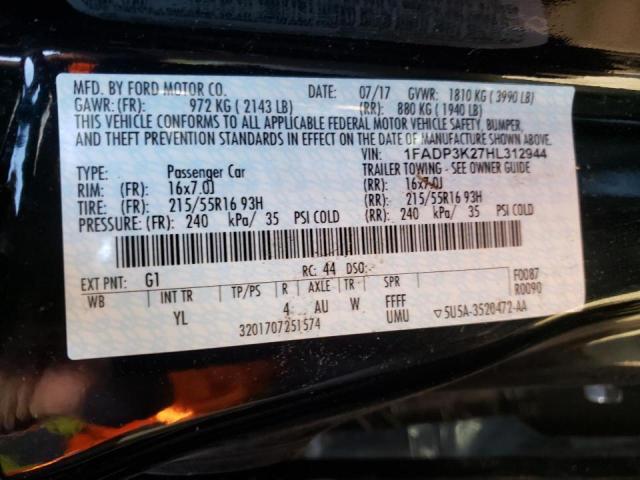 MFD. BY FORD MOTOR CO. DATE: 07/17 GVWR: 1810 KG ( 3990 LB)
GAWR: (FR): 972 KG ( 2143 LB) (RR): 880 KG ( 1940 LB)
THIS VEHICLE CONFORMS TO ALL APPLICABLE FEDERAL MOTOR VEHICLE SAFETY, BUMPER,
AND THEFT PREVENTION STANDARDS IN EFFECT ON THE DATE OF MANUFACTURE SHOWN ABOVE.
VIN: 1FADP3K27HL312944
TYPE: Passenger Car TRAILER TOWING - SEE OWNER GUIDE
RIM: (FR): 16x7.0J (RR): 16x7.0J
TIRE: (FR): 215/55R16 93H (RR): 215/55R16 93H
PRESSURE: (FR): 240 kPa/ 35 PSI COLD (RR): 240 kPa/ 35 PSI COLD
EXT PNT: G1 RC: 44 DSO: F0087
WB INT TR TP/PS R AXLE TR SPR R0090
YL 4 AU W FFFF
3201707251574 UMU ▽5U5A-3520472-AA